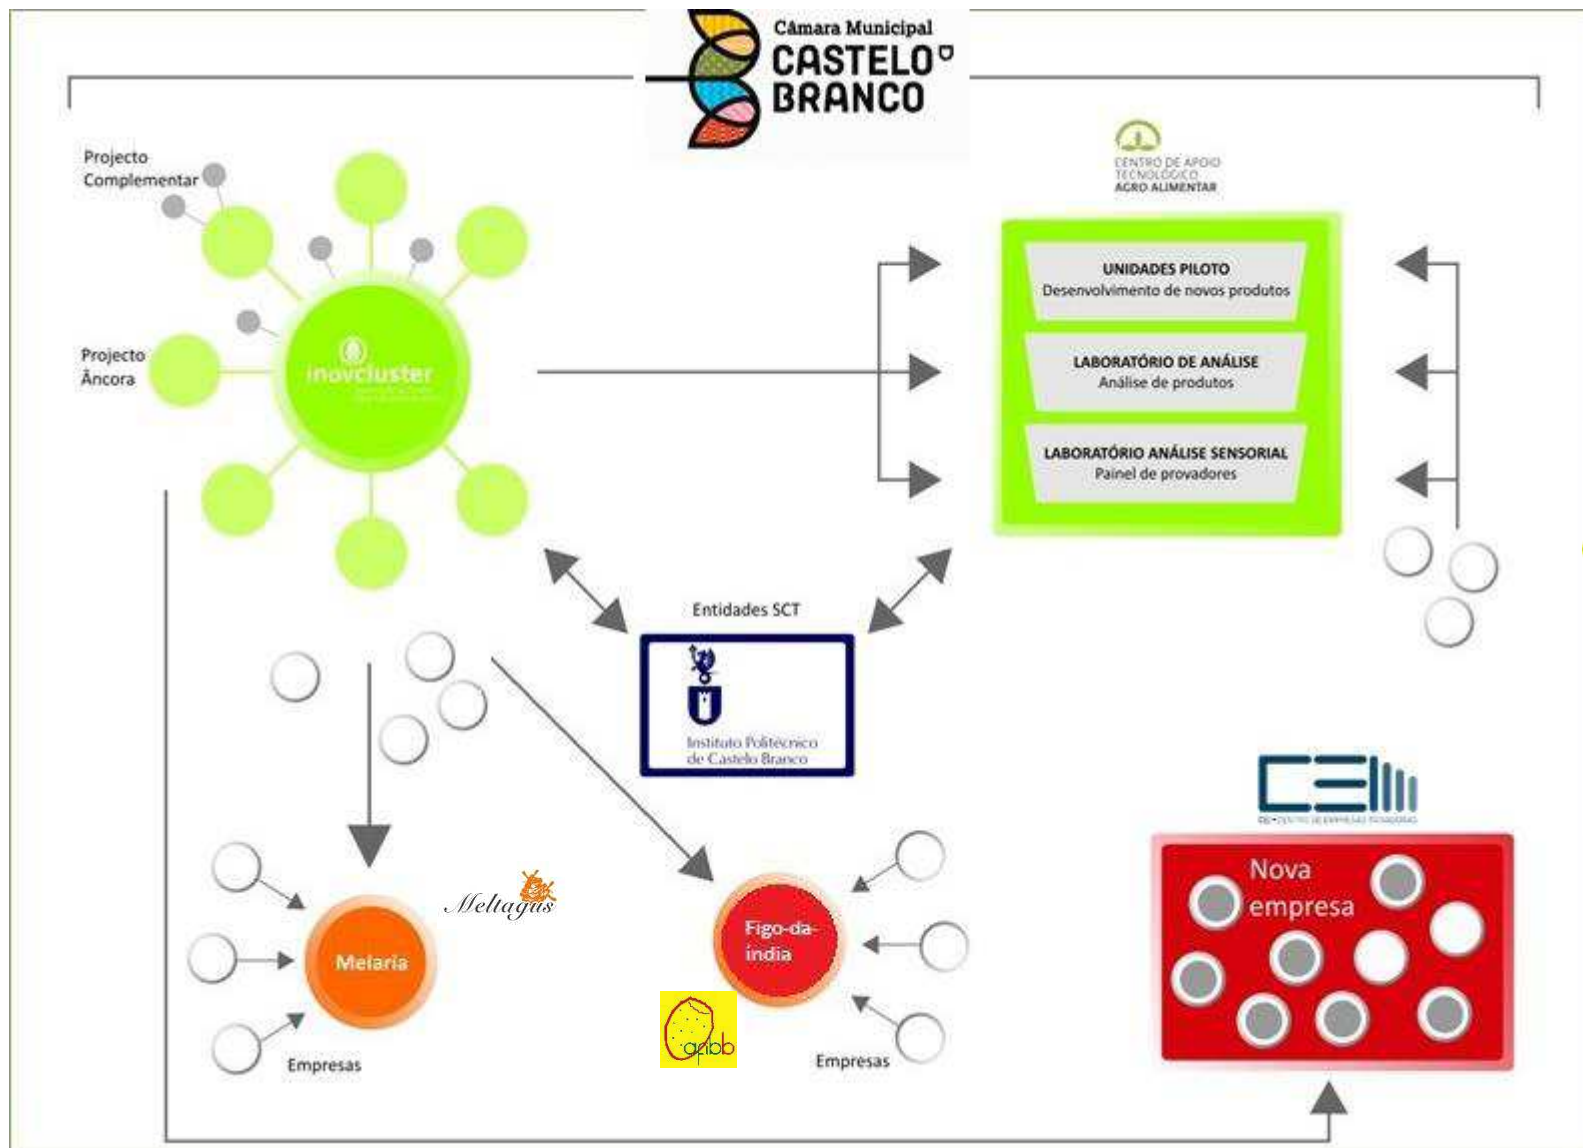 Câmara Municipal
CASTELO
BRANCO
Projecto
Complementar
CENTRO DE APOIO
TECNOLÓGICO
AGRO ALIMENTAR
UNIDADES PILOTO
Desenvolvimento de novos produtos
Projecto
Âncora
inovcluster
LABORATÓRIO DE ANÁLISE
Análise de produtos
LABORATÓRIO ANÁLISE SENSORIAL
Painel de provadores
Entidades SCT
Instituto Politécnico
de Castelo Branco
Nova
empresa
Meltagus
Melaria
Figo-da-
índia
apibb
Empresas
Empresas